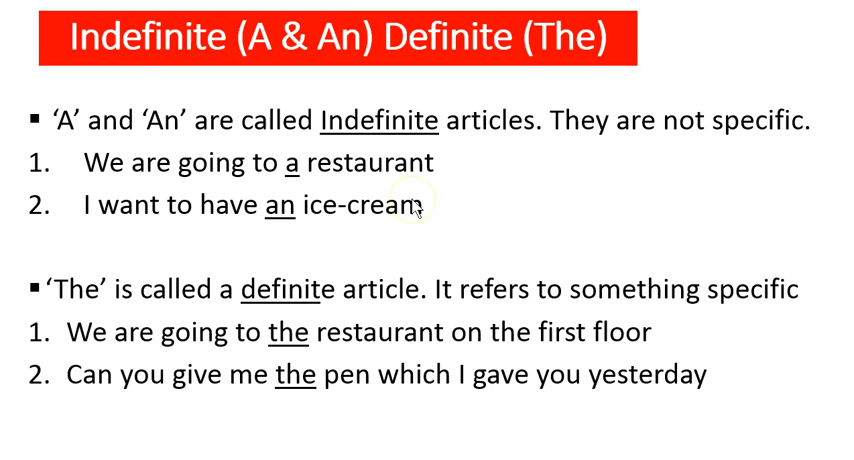 Indefinite (A & An) Definite (The)
▪ ‘A’ and ‘An’ are called Indefinite articles. They are not specific.
1. We are going to a restaurant
2. I want to have an ice-cream
▪ ‘The’ is called a definite article. It refers to something specific
1. We are going to the restaurant on the first floor
2. Can you give me the pen which I gave you yesterday